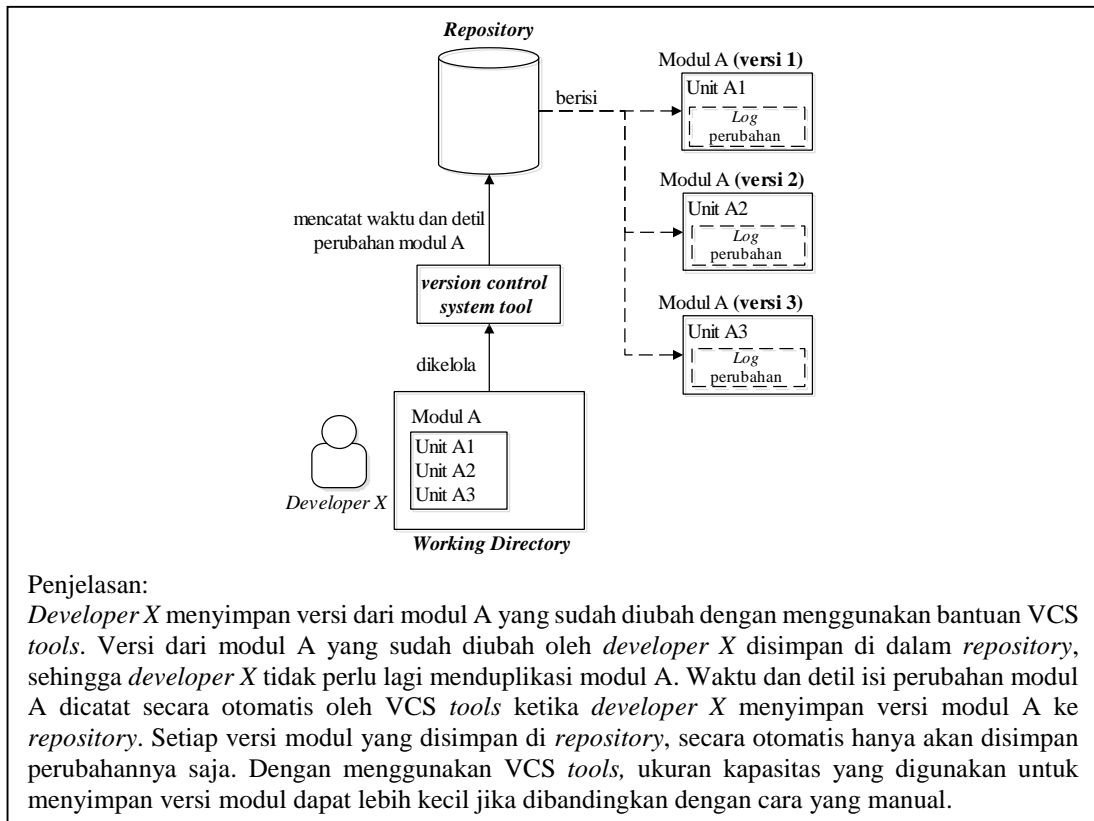 Repository
Modul A (versi 1)
Unit A1
Log
perubahan
berisi
Modul A (versi 2)
Unit A2
Log
perubahan
mencatat waktu dan detil
perubahan modul A
version control
system tool
Modul A (versi 3)
Unit A3
Log
perubahan
dikelola
Modul A
Unit A1
Unit A2
Unit A3
Developer X
Working Directory
Penjelasan:
Developer X menyimpan versi dari modul A yang sudah diubah dengan menggunakan bantuan VCS
tools. Versi dari modul A yang sudah diubah oleh developer X disimpan di dalam repository,
sehingga developer X tidak perlu lagi menduplikasi modul A. Waktu dan detil isi perubahan modul
A dicatat secara otomatis oleh VCS tools ketika developer X menyimpan versi modul A ke
repository. Setiap versi modul yang disimpan di repository, secara otomatis hanya akan disimpan
perubahannya saja. Dengan menggunakan VCS tools, ukuran kapasitas yang digunakan untuk
menyimpan versi modul dapat lebih kecil jika dibandingkan dengan cara yang manual.